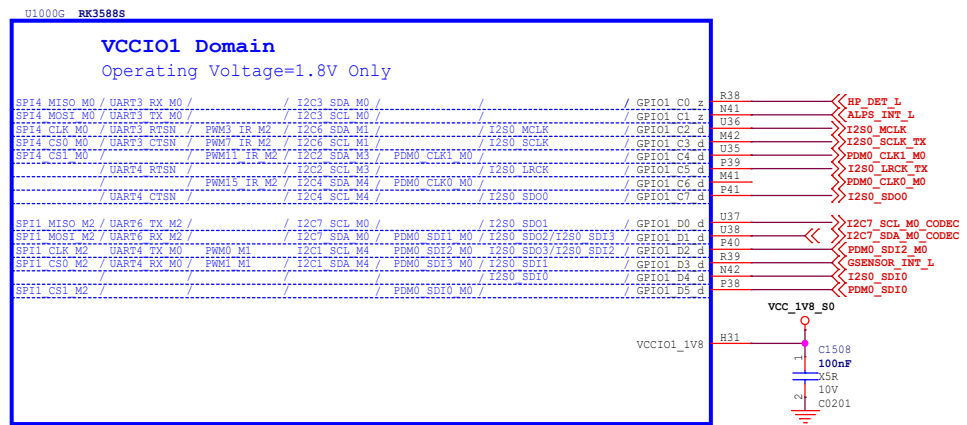 U1000G RK3588S
VCCIO1 Domain
Operating Voltage=1.8V Only
SPI4_MISO_M0 / UART3_RX_M0 / / I2C3_SDA_M0 / / / GPIO1_C0_z R38 HP_DET_L
SPI4_MOSI_M0 / UART3_TX_M0 / / I2C3_SCL_M0 / / / GPIO1_C1_z N41 ALPS_INT_L
SPI4_CLK_M0 / UART3_RTSN / PWM3_IR_M2 / I2C6_SDA_M1 / / I2S0_MCLK / GPIO1_C2_d U36 I2S0_MCLK
SPI4_CS0_M0 / UART3_CTSN / PWM7_IR_M2 / I2C6_SCL_M1 / / I2S0_SCLK / GPIO1_C3_d M42 I2S0_SCLK_TX
SPI4_CS1_M0 / / PWM11_IR_M2 / I2C2_SDA_M3 / PDM0_CLK1_M0 / / GPIO1_C4_d U35 PDM0_CLK1_M0
/ UART4_RTSN / / I2C2_SCL_M3 / / I2S0_LRCK / GPIO1_C5_d P39 I2S0_LRCK_TX
/ / PWM15_IR_M2 / I2C4_SDA_M4 / PDM0_CLK0_M0 / / GPIO1_C6_d M41 PDM0_CLK0_M0
/ UART4_CTSN / / I2C4_SCL_M4 / / I2S0_SDO0 / GPIO1_C7_d P41 I2S0_SDO0
SPI1_MISO_M2 / UART6_TX_M2 / / I2C7_SCL_M0 / / I2S0_SDO1 / GPIO1_D0_d U37 I2C7_SCL_M0_CODEC
SPI1_MOSI_M2 / UART6_RX_M2 / / I2C7_SDA_M0 / PDM0_SDI1_M0 / I2S0_SDO2/I2S0_SDI3 / GPIO1_D1_d U38 I2C7_SDA_M0_CODEC
SPI1_CLK_M2 / UART4_TX_M0 / PWM0_M1 / I2C1_SCL_M4 / PDM0_SDI2_M0 / I2S0_SDO3/I2S0_SDI2 / GPIO1_D2_d P40 PDM0_SDI2_M0
SPI1_CS0_M2 / UART4_RX_M0 / PWM1_M1 / I2C1_SDA_M4 / PDM0_SDI3_M0 / I2S0_SDI1 / GPIO1_D3_d R39 GSENSOR_INT_L
/ / / / / I2S0_SDI0 / GPIO1_D4_d N42 I2S0_SDI0
SPI1_CS1_M2 / / / / PDM0_SDI0_M0 / / GPIO1_D5_d P38 PDM0_SDI0
VCC_1V8_S0
VCCIO1_1V8 H31
1
C1508
100nF
X5R
10V
2
C0201